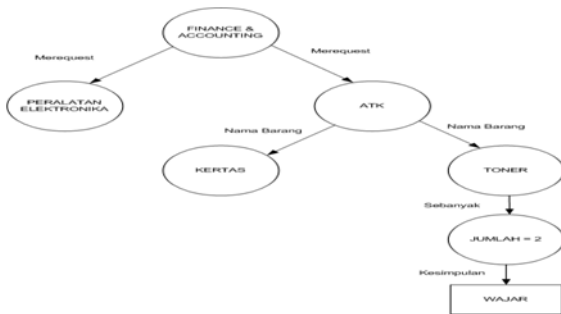 FINANCE &
ACCOUNTING
Merequest
Merequest
PERALATAN
ELEKTRONIKA
ATK
Nama Barang
Nama Barang
KERTAS
TONER
Sebanyak
JUMLAH = 2
Kesimpulan
WAJAR